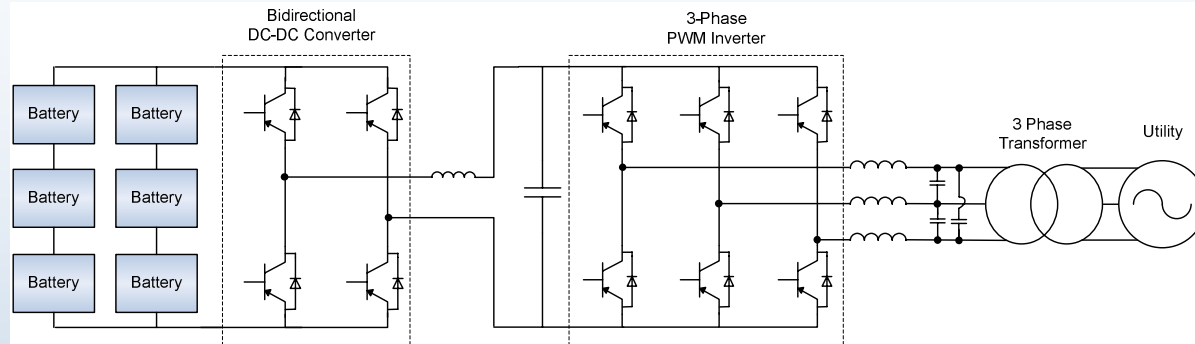 Bidirectional
DC-DC Converter
3-Phase
PWM Inverter
3 Phase
Transformer
Utility
Battery
Battery
Battery
Battery
Battery
Battery